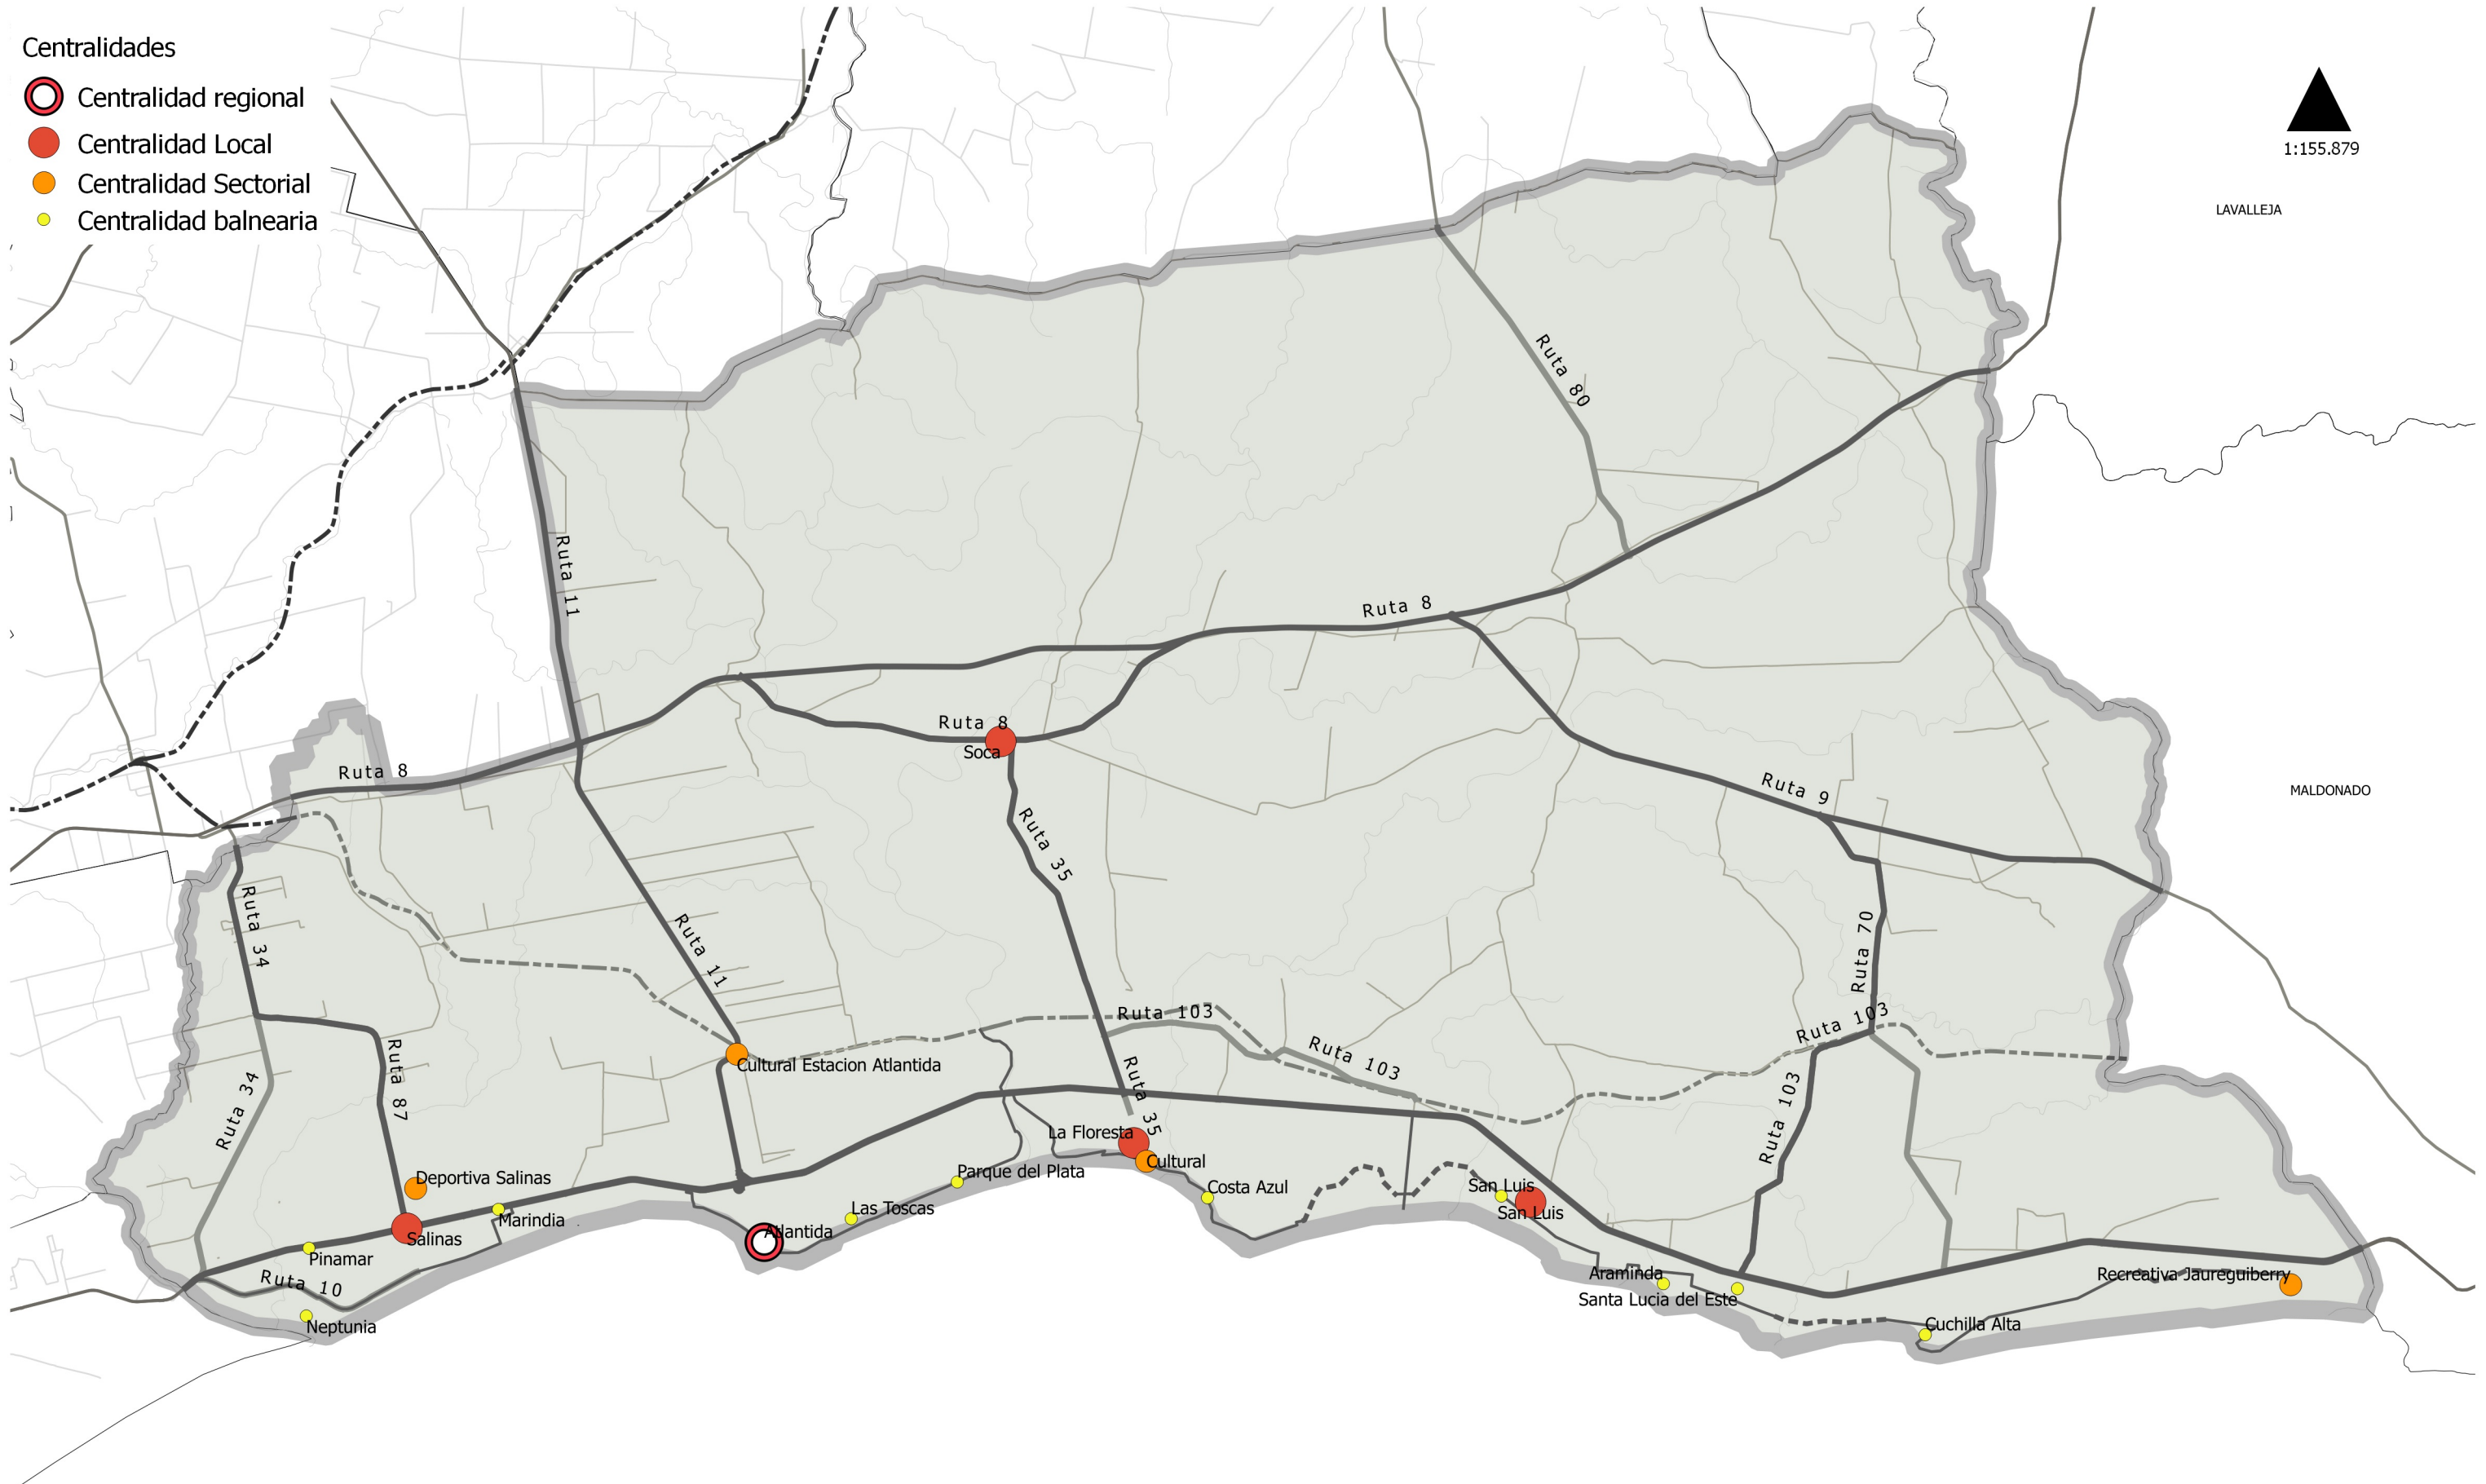 Centralidades
Centralidad regional
Centralidad Local
Centralidad Sectorial
Centralidad balnearia
1:155.879
LAVALLEJA
Ruta 80
Ruta 11
Ruta 8
Ruta 8
Soca
Ruta 8
Ruta 9
MALDONADO
Ruta 35
Ruta 34
Ruta 11
Ruta 70
Ruta 103
Ruta 103
Ruta 103
Ruta 87
Cultural Estacion Atlantida
Ruta 34
Ruta 35
Ruta 103
La Floresta
Cultural
Deportiva Salinas
Parque del Plata
Costa Azul
San Luis
San Luis
Las Toscas
Marindia
Atlantida
Salinas
Pinamar
Ruta 10
Araminda
Recreativa Jaureguiberry
Santa Lucia del Este
Neptunia
Cuchilla Alta